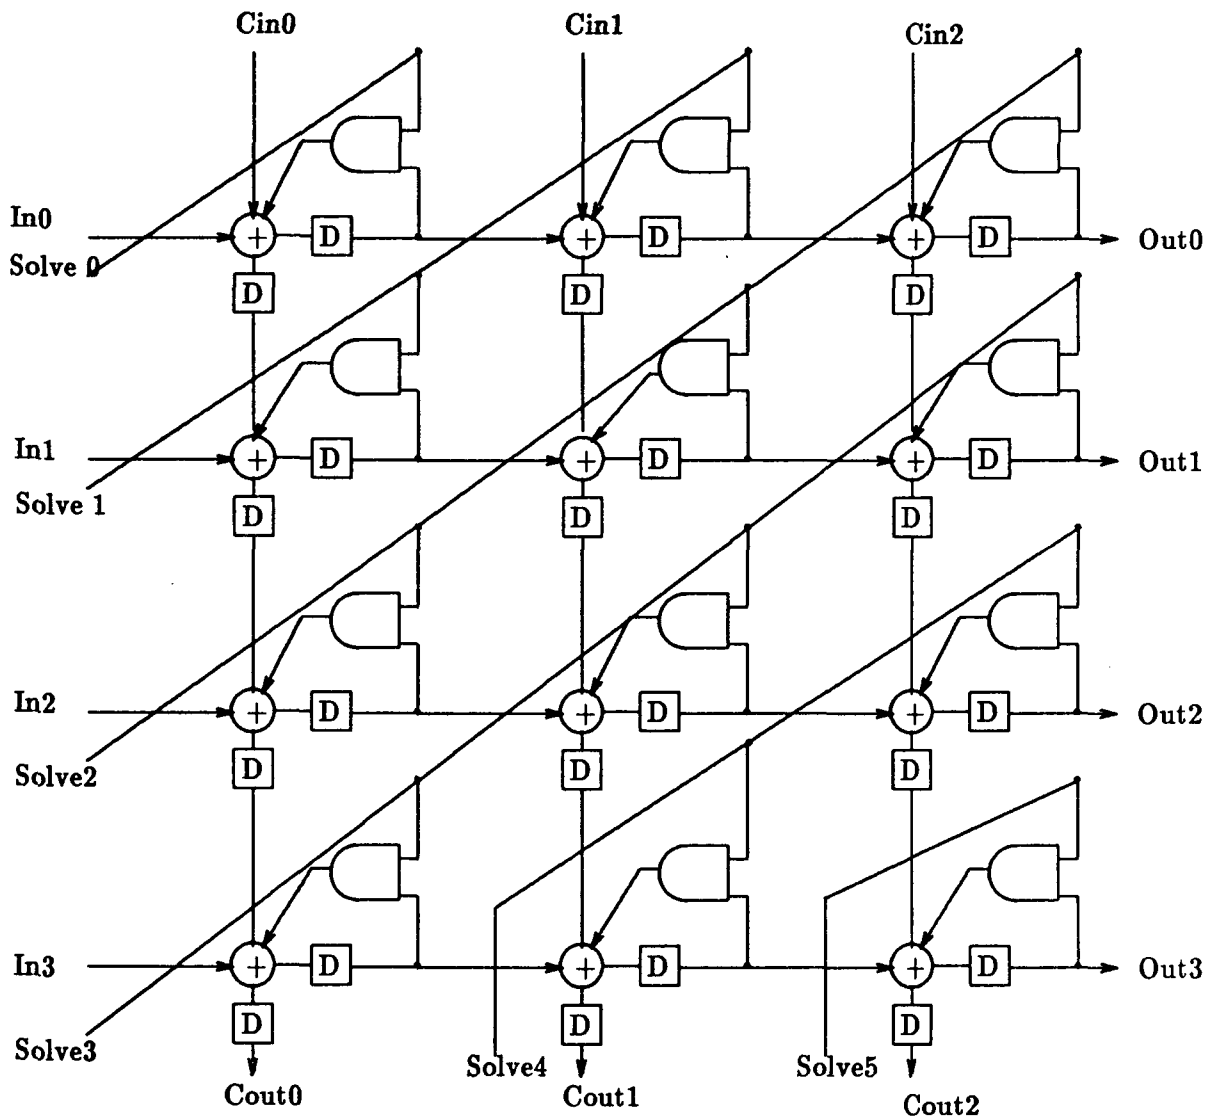 Cin0 Cin1 Cin2
In0 + D + D + D Out0
Solve 0
D D D
In1 + D + D + D Out1
Solve 1
D D D
In2 + D + D + D Out2
Solve2
D D D
In3 + D + D + D Out3
D D D
Solve3 Solve4 Solve5
Cout0 Cout1 Cout2